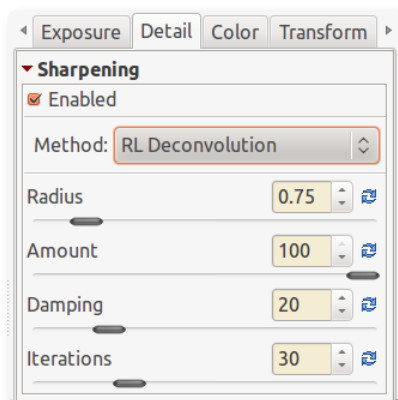 Exposure Detail Color Transform
Sharpening
Enabled
Method: RL Deconvolution
Radius 0.75
Amount 100
Damping 20
Iterations 30